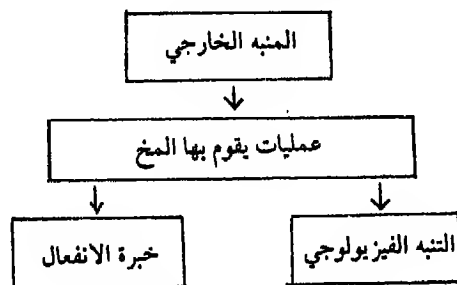 المنبه الخارجي
عمليات يقوم بها المخ
التنبه الفيزيولوجي
خبرة الانفعال